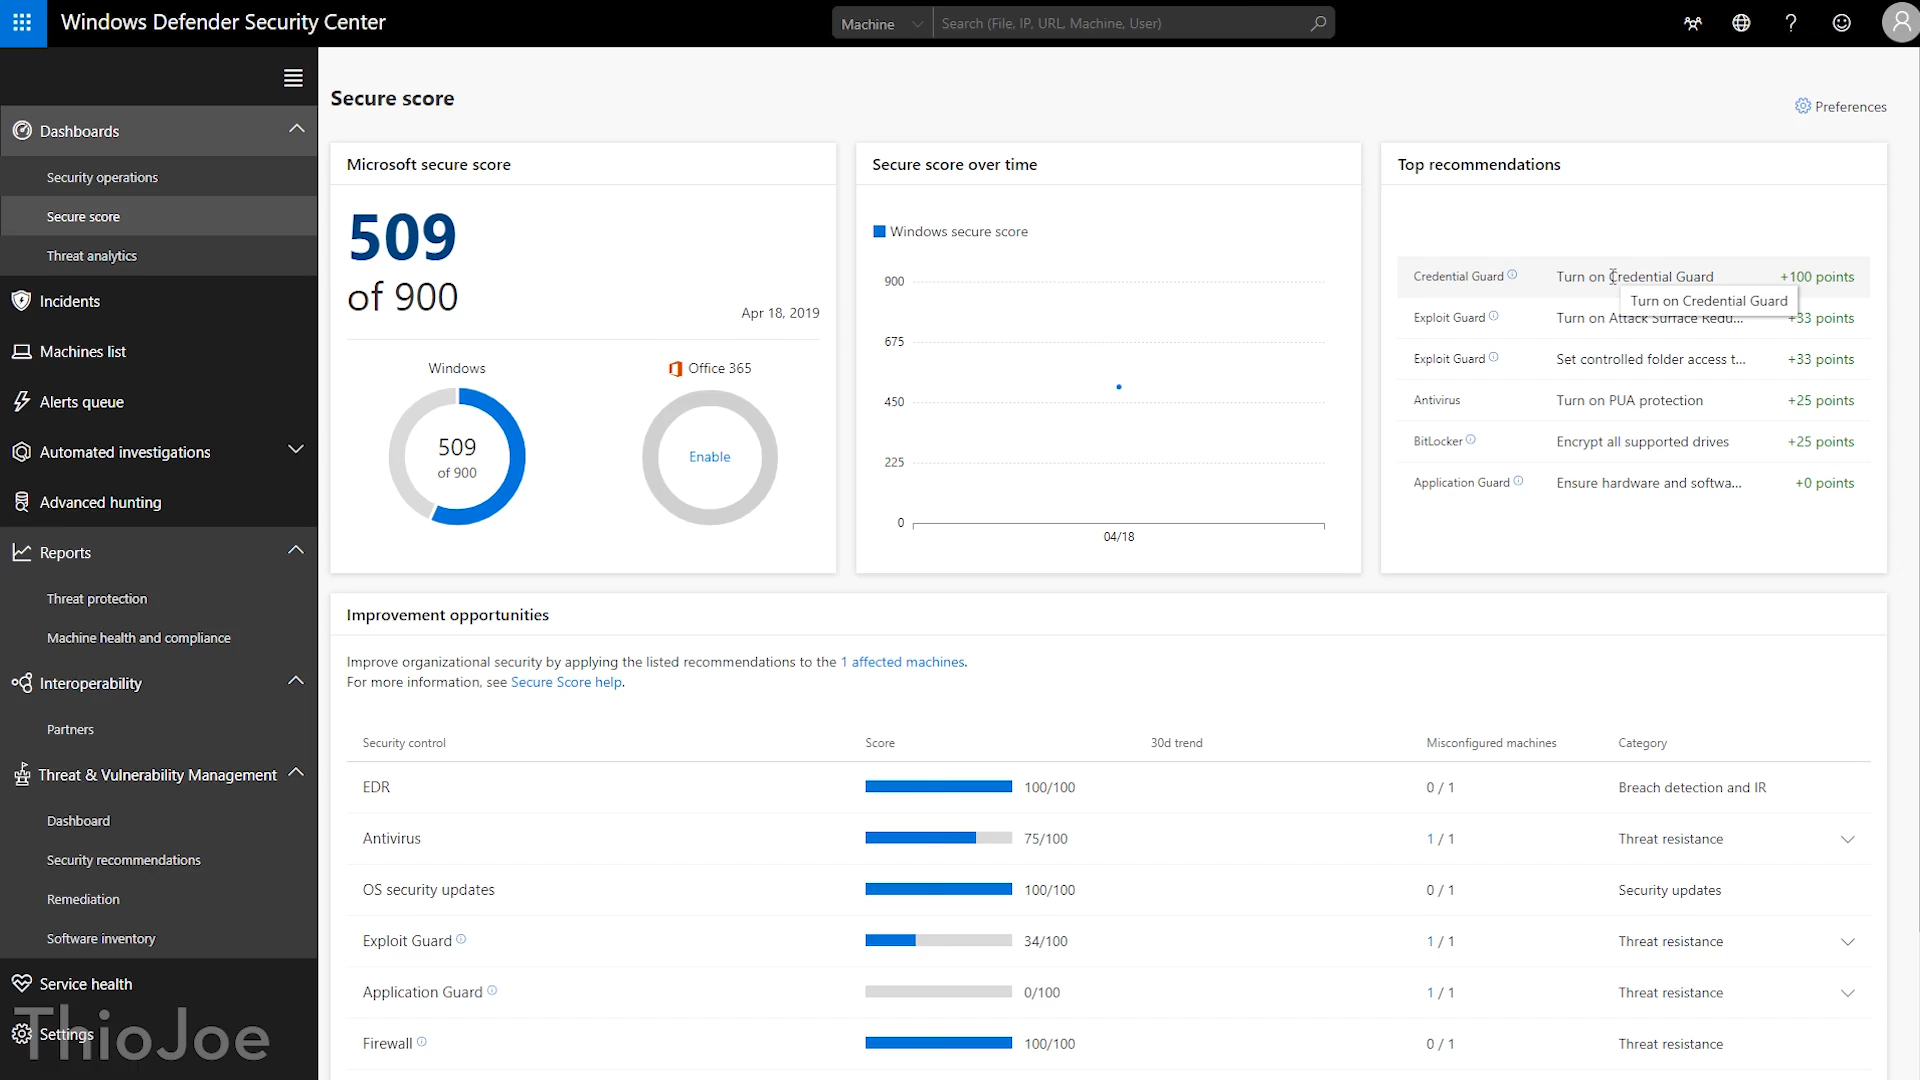 Windows Defender Security Center
Machine
Search (File, IP, URL, Machine, User)
Dashboards
Security operations
Secure score
Threat analytics
Incidents
Machines list
Alerts queue
Automated investigations
Advanced hunting
Reports
Threat protection
Machine health and compliance
Interoperability
Partners
Threat & Vulnerability Management
Dashboard
Security recommendations
Remediation
Software inventory
Service health
Settings
ThioJoe
Secure score
Preferences
Microsoft secure score
509
of 900
Apr 18, 2019
Windows
Office 365
509
of 900
Enable
Secure score over time
Windows secure score
900
675
450
225
0
04/18
Top recommendations
Credential Guard Turn on Credential Guard +100 points
Turn on Credential Guard
Exploit Guard Turn on Attack Surface Redu... +33 points
Exploit Guard Set controlled folder access t... +33 points
Antivirus Turn on PUA protection +25 points
BitLocker Encrypt all supported drives +25 points
Application Guard Ensure hardware and softwa... +0 points
Improvement opportunities
Improve organizational security by applying the listed recommendations to the 1 affected machines.
For more information, see Secure Score help.
Security control Score 30d trend Misconfigured machines Category
EDR 100/100 0 / 1 Breach detection and IR
Antivirus 75/100 1 / 1 Threat resistance
OS security updates 100/100 0 / 1 Security updates
Exploit Guard 34/100 1 / 1 Threat resistance
Application Guard 0/100 1 / 1 Threat resistance
Firewall 100/100 0 / 1 Threat resistance